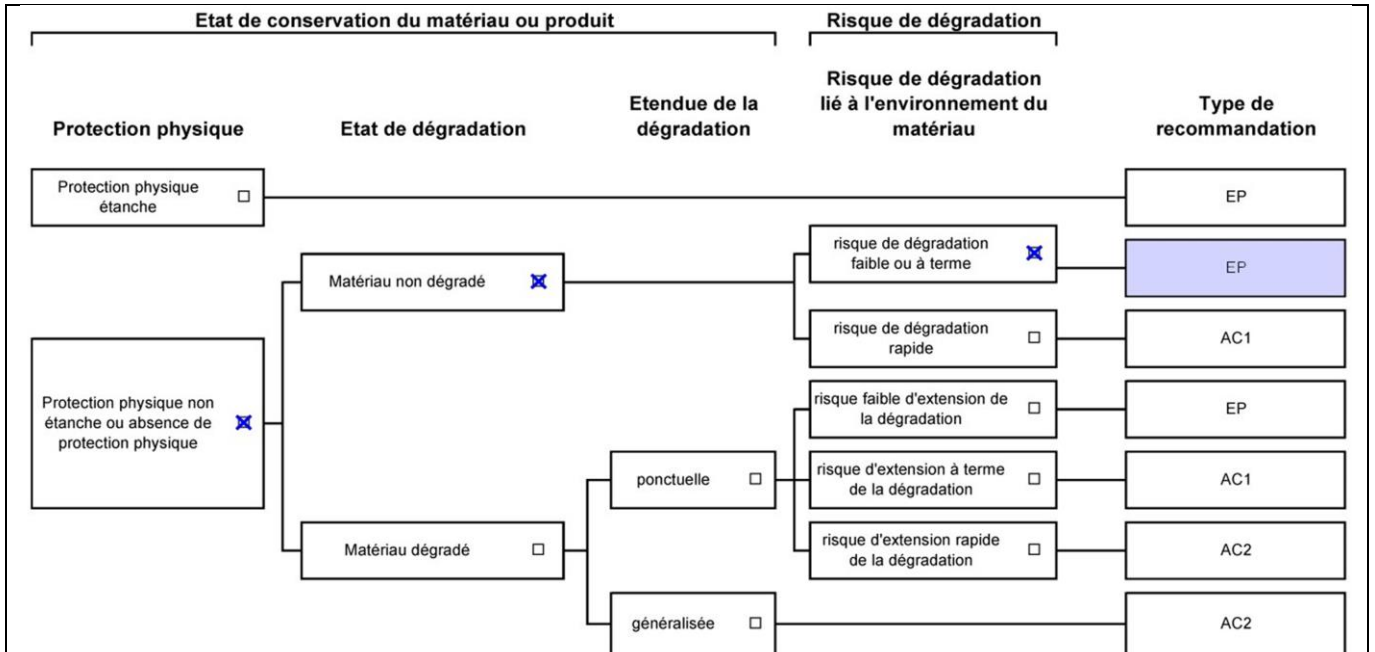 Etat de conservation du matériau ou produit
Risque de dégradation
Protection physique
Etat de dégradation
Etendue de la
dégradation
Risque de dégradation
lié à l'environnement du
matériau
Type de
recommandation
Protection physique
étanche
EP
risque de dégradation
faible ou à terme
EP
Matériau non dégradé
risque de dégradation
rapide
AC1
Protection physique non
étanche ou absence de
protection physique
risque faible d'extension de
la dégradation
EP
ponctuelle
risque d'extension à terme
de la dégradation
AC1
Matériau dégradé
risque d'extension rapide
de la dégradation
AC2
généralisée
AC2